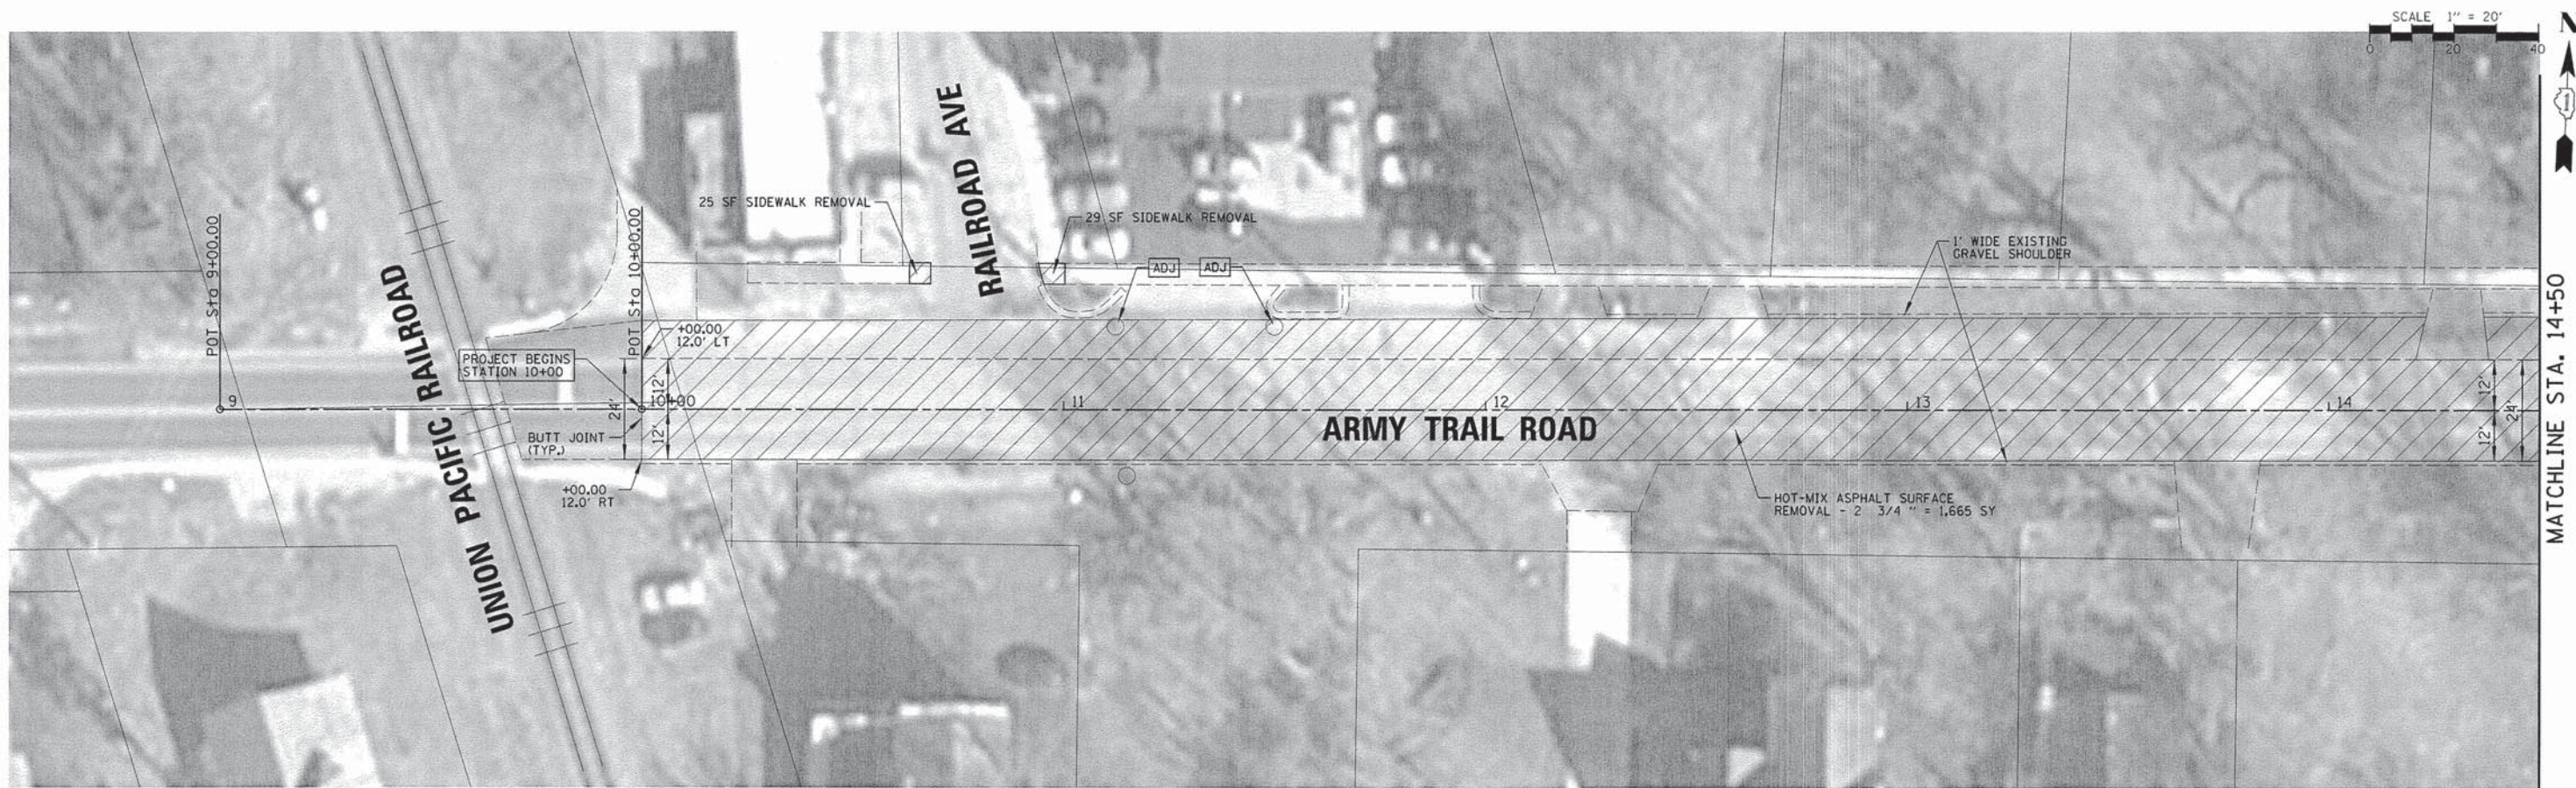 SCALE 1" = 20'
0 20 40
N
RAILROAD AVE
25 SF SIDEWALK REMOVAL
29 SF SIDEWALK REMOVAL
POT Sta 9+00.00
POT Sta 10+00.00
ADJ
ADJ
1' WIDE EXISTING
GRAVEL SHOULDER
UNION PACIFIC RAILROAD
+00.00
12.0' LT
PROJECT BEGINS
STATION 10+00
9
10+00
11
12
13
14
24'
12'
12'
BUTT JOINT
(TYP.)
ARMY TRAIL ROAD
12'
12'
24'
+00.00
12.0' RT
HOT-MIX ASPHALT SURFACE
REMOVAL - 2 3/4 " = 1,665 SY
MATCHLINE STA. 14+50